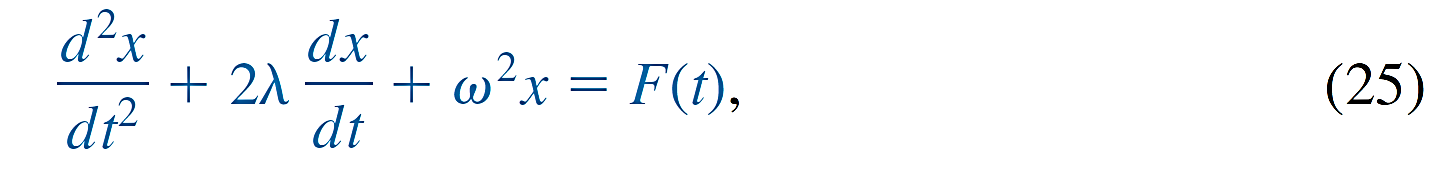 d²x/dt² + 2λ dx/dt + ω²x = F(t), (25)